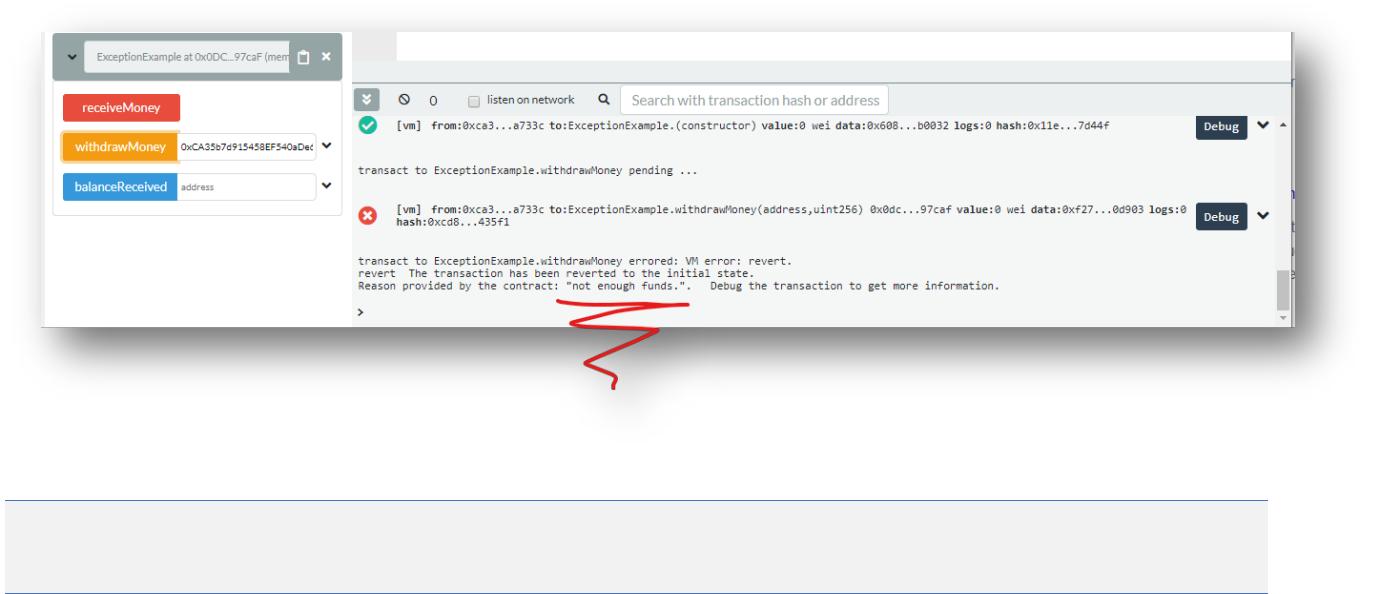 ExceptionExample at 0x0DC...97caF (mem
receiveMoney
withdrawMoney 0xCA35b7d915458EF540aDe
balanceReceived address
0 listen on network Search with transaction hash or address
[vm] from:0xca3...a733c to:ExceptionExample.(constructor) value:0 wei data:0x608...b0032 logs:0 hash:0x11e...7d44f Debug
transact to ExceptionExample.withdrawMoney pending ...
[vm] from:0xca3...a733c to:ExceptionExample.withdrawMoney(address,uint256) 0x0dc...97caf value:0 wei data:0xf27...0d903 logs:0
hash:0xcd8...435f1 Debug
transact to ExceptionExample.withdrawMoney errored: VM error: revert.
revert The transaction has been reverted to the initial state.
Reason provided by the contract: "not enough funds.". Debug the transaction to get more information.
>